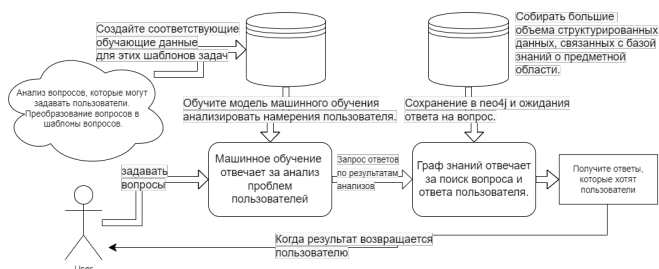 Создайте соответствующие
обучающие данные
для этих шаблонов задач
Собирать большие
объема структурированных
данных, связанных с базой
знаний о предметной
области.
Анализ вопросов, которые могут
задавать пользователи.
Преобразование вопросов в
шаблоны вопросов.
Обучите модель машинного обучения
анализировать намерения пользователя.
Сохранение в neo4j и ожидания
ответа на вопрос.
задавать
вопросы
Машинное обучение
отвечает за анализ
проблем
пользователей
Запрос ответов
по результатам
анализов
Граф знаний отвечает
за поиск вопроса и
ответа пользователя.
Получите ответы,
которые хотят
пользователи
Когда результат возвращается
пользователю
User